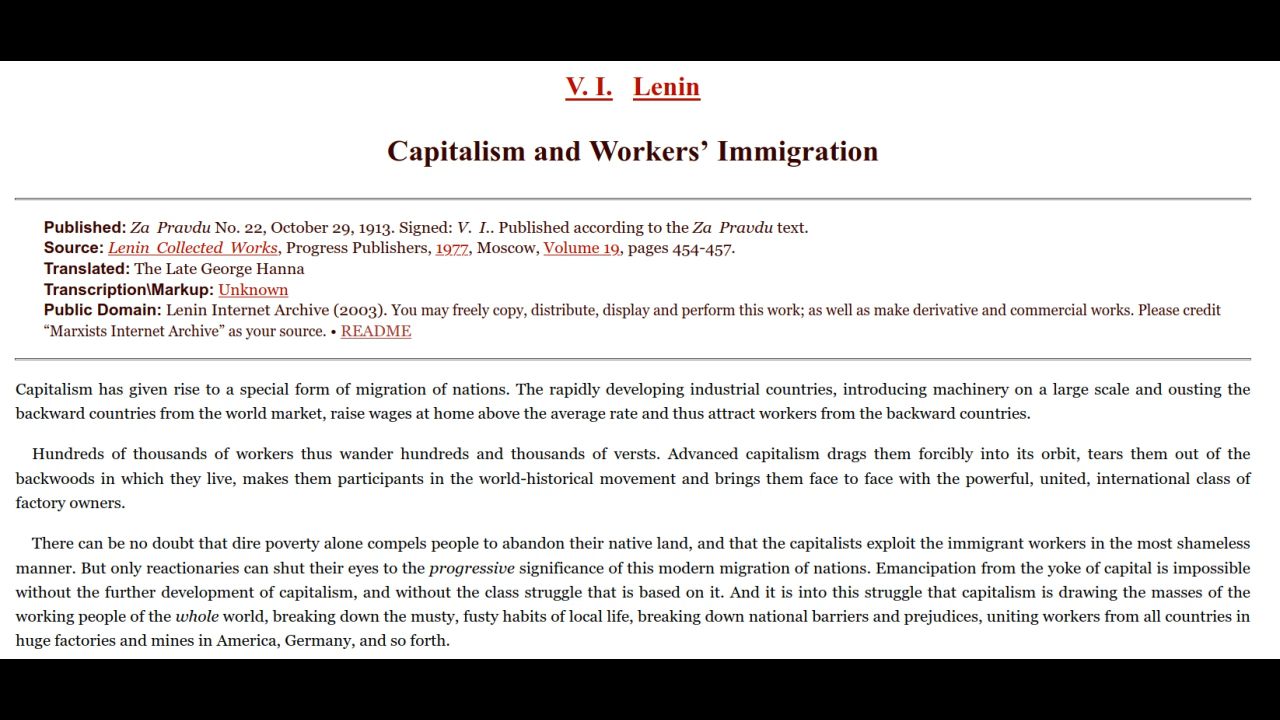 V. I. Lenin
Capitalism and Workers’ Immigration
Published: Za Pravdu No. 22, October 29, 1913. Signed: V. I.. Published according to the Za Pravdu text.
Source: Lenin Collected Works, Progress Publishers, 1977, Moscow, Volume 19, pages 454-457.
Translated: The Late George Hanna
Transcription\Markup: Unknown
Public Domain: Lenin Internet Archive (2003). You may freely copy, distribute, display and perform this work; as well as make derivative and commercial works. Please credit
“Marxists Internet Archive” as your source. • README
Capitalism has given rise to a special form of migration of nations. The rapidly developing industrial countries, introducing machinery on a large scale and ousting the
backward countries from the world market, raise wages at home above the average rate and thus attract workers from the backward countries.
Hundreds of thousands of workers thus wander hundreds and thousands of versts. Advanced capitalism drags them forcibly into its orbit, tears them out of the
backwoods in which they live, makes them participants in the world-historical movement and brings them face to face with the powerful, united, international class of
factory owners.
There can be no doubt that dire poverty alone compels people to abandon their native land, and that the capitalists exploit the immigrant workers in the most shameless
manner. But only reactionaries can shut their eyes to the progressive significance of this modern migration of nations. Emancipation from the yoke of capital is impossible
without the further development of capitalism, and without the class struggle that is based on it. And it is into this struggle that capitalism is drawing the masses of the
working people of the whole world, breaking down the musty, fusty habits of local life, breaking down national barriers and prejudices, uniting workers from all countries in
huge factories and mines in America, Germany, and so forth.